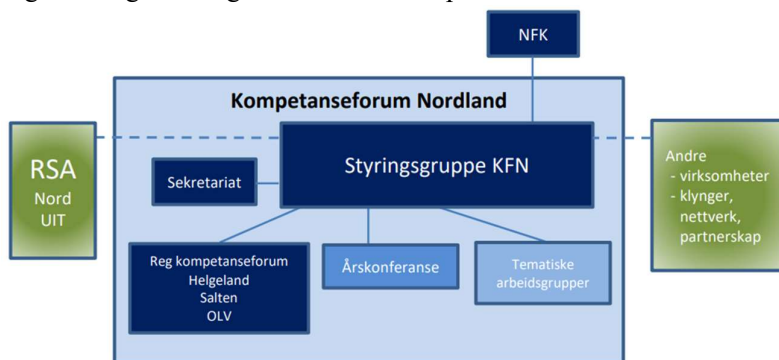 NFK
Kompetanseforum Nordland
RSA
Nord
UIT
Styringsgruppe KFN
Sekretariat
Andre
- virksomheter
- klynger,
nettverk,
partnerskap
Reg kompetanseforum
Helgeland
Salten
OLV
Årskonferanse
Tematiske
arbeidsgrupper